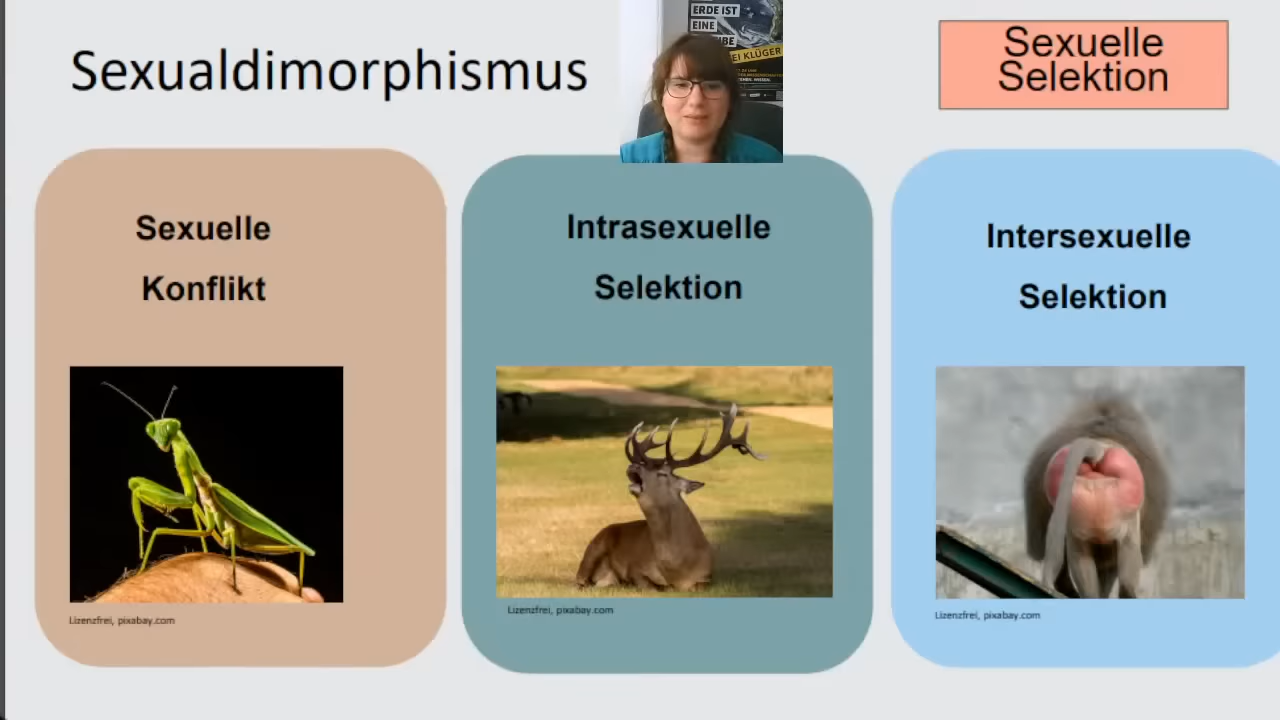 Sexualdimorphismus
ERDE IST
EINE
EI KLÜGER
Sexuelle
Selektion
Sexuelle
Konflikt
Intrasexuelle
Selektion
Intersexuelle
Selektion
Lizenzfrei, pixabay.com
Lizenzfrei, pixabay.com
Lizenzfrei, pixabay.com